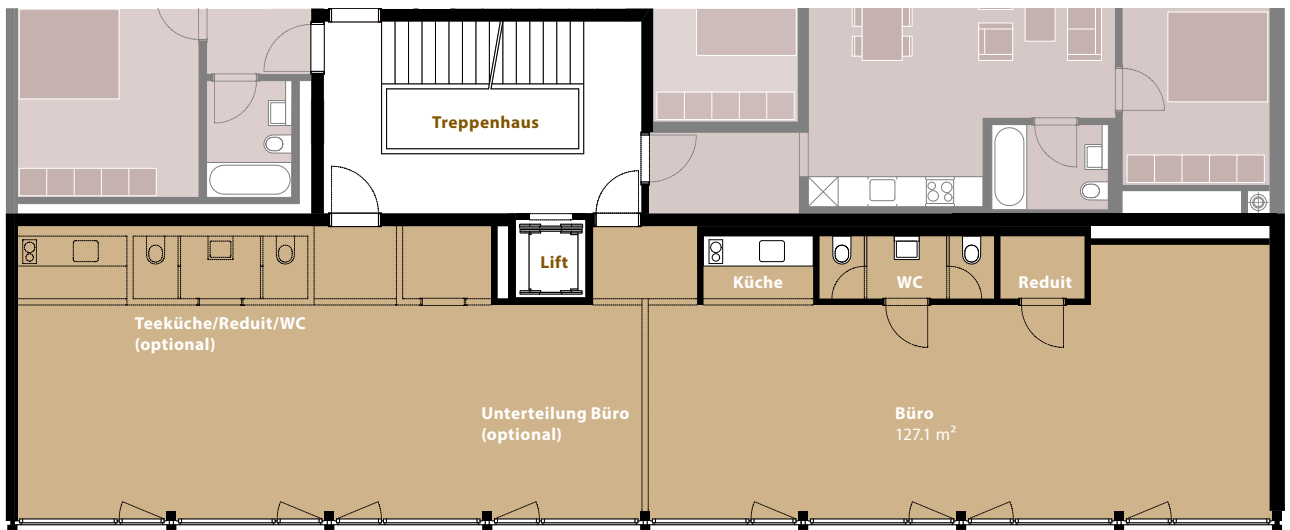 Treppenhaus
Lift
Küche
WC
Reduit
Teeküche/Reduit/WC
(optional)
Unterteilung Büro
(optional)
Büro
127.1 m²